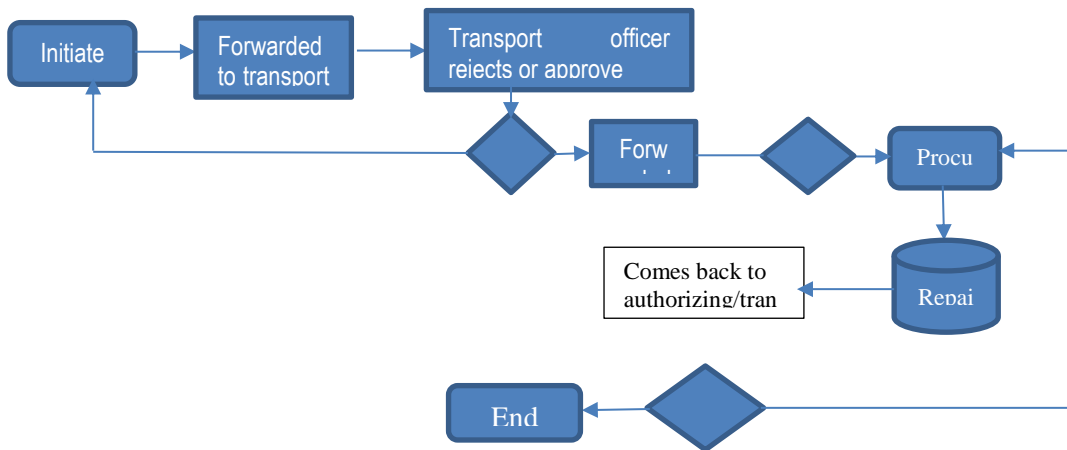 Initiate
Forwarded
to transport
Transport officer
rejects or approve
Forw
Procu
Comes back to
authorizing/tran
Repai
End